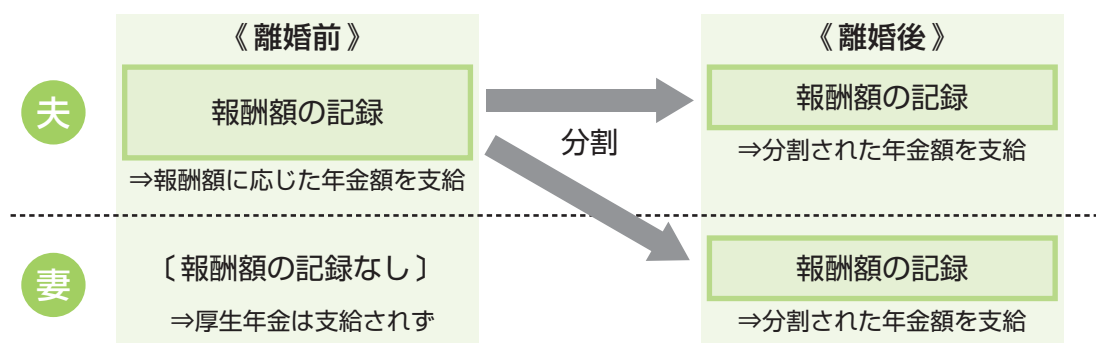 《離婚前》
《離婚後》
夫
報酬額の記録
⇒報酬額に応じた年金額を支給
分割
報酬額の記録
⇒分割された年金額を支給
妻
〔報酬額の記録なし〕
⇒厚生年金は支給されず
報酬額の記録
⇒分割された年金額を支給